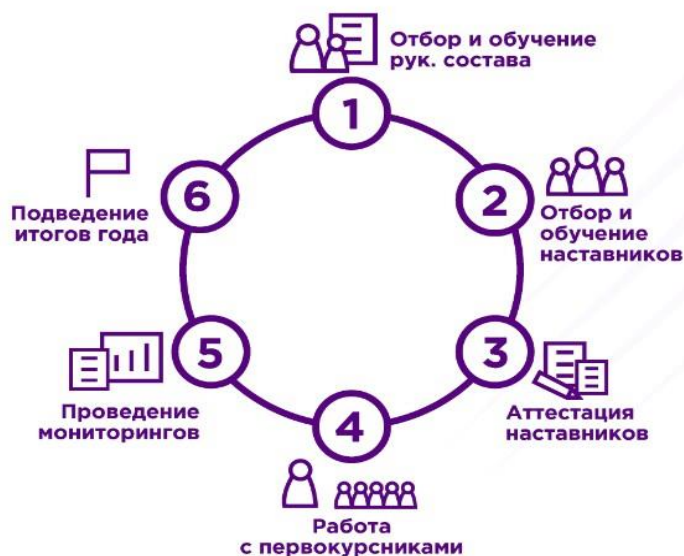 1
Отбор и обучение
рук. состава
2
Отбор и
обучение
наставников
3
Аттестация
наставников
4
Работа
с первокурсниками
5
Проведение
мониторингов
6
Подведение
итогов года